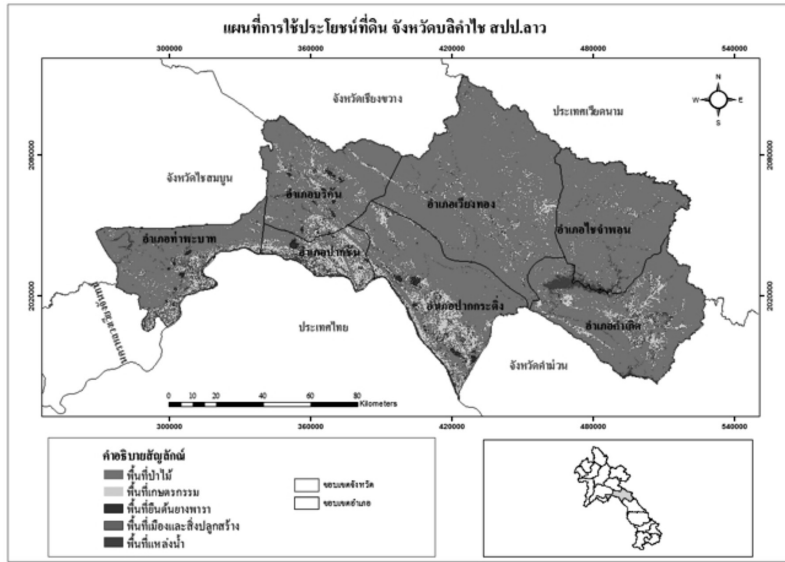 แผนที่การใช้ประโยชน์ที่ดิน จังหวัดบลิคำไช สปป.ลาว
300000 360000 420000 480000 540000
N
W E
S
จังหวัดเชียงขวาง
ประเทศเวียดนาม
2080000 2080000
จังหวัดไชสมบูน
อำเภอบริคัน
อำเภอเวียงทอง
อำเภอไชจำพอน
อำเภอท่าพะบาท
อำเภอปากซัน
2020000 2020000
อำเภอปากกระดิ่ง
อำเภอคำเกิด
ประเทศไทย
จังหวัดคำม่วน
0 5 10 20 40 60 80
Kilometers
300000 360000 420000 480000 540000
คำอธิบายสัญลักณ์
พื้นที่ป่าไม้
พื้นที่เกษตรกรรม
พื้นที่ยืนต้นยางพารา
พื้นที่เมืองและสิ่งปลูกสร้าง
พื้นที่แหล่งน้ำ
ขอบเขตจังหวัด
ขอบเขตอำเภอ